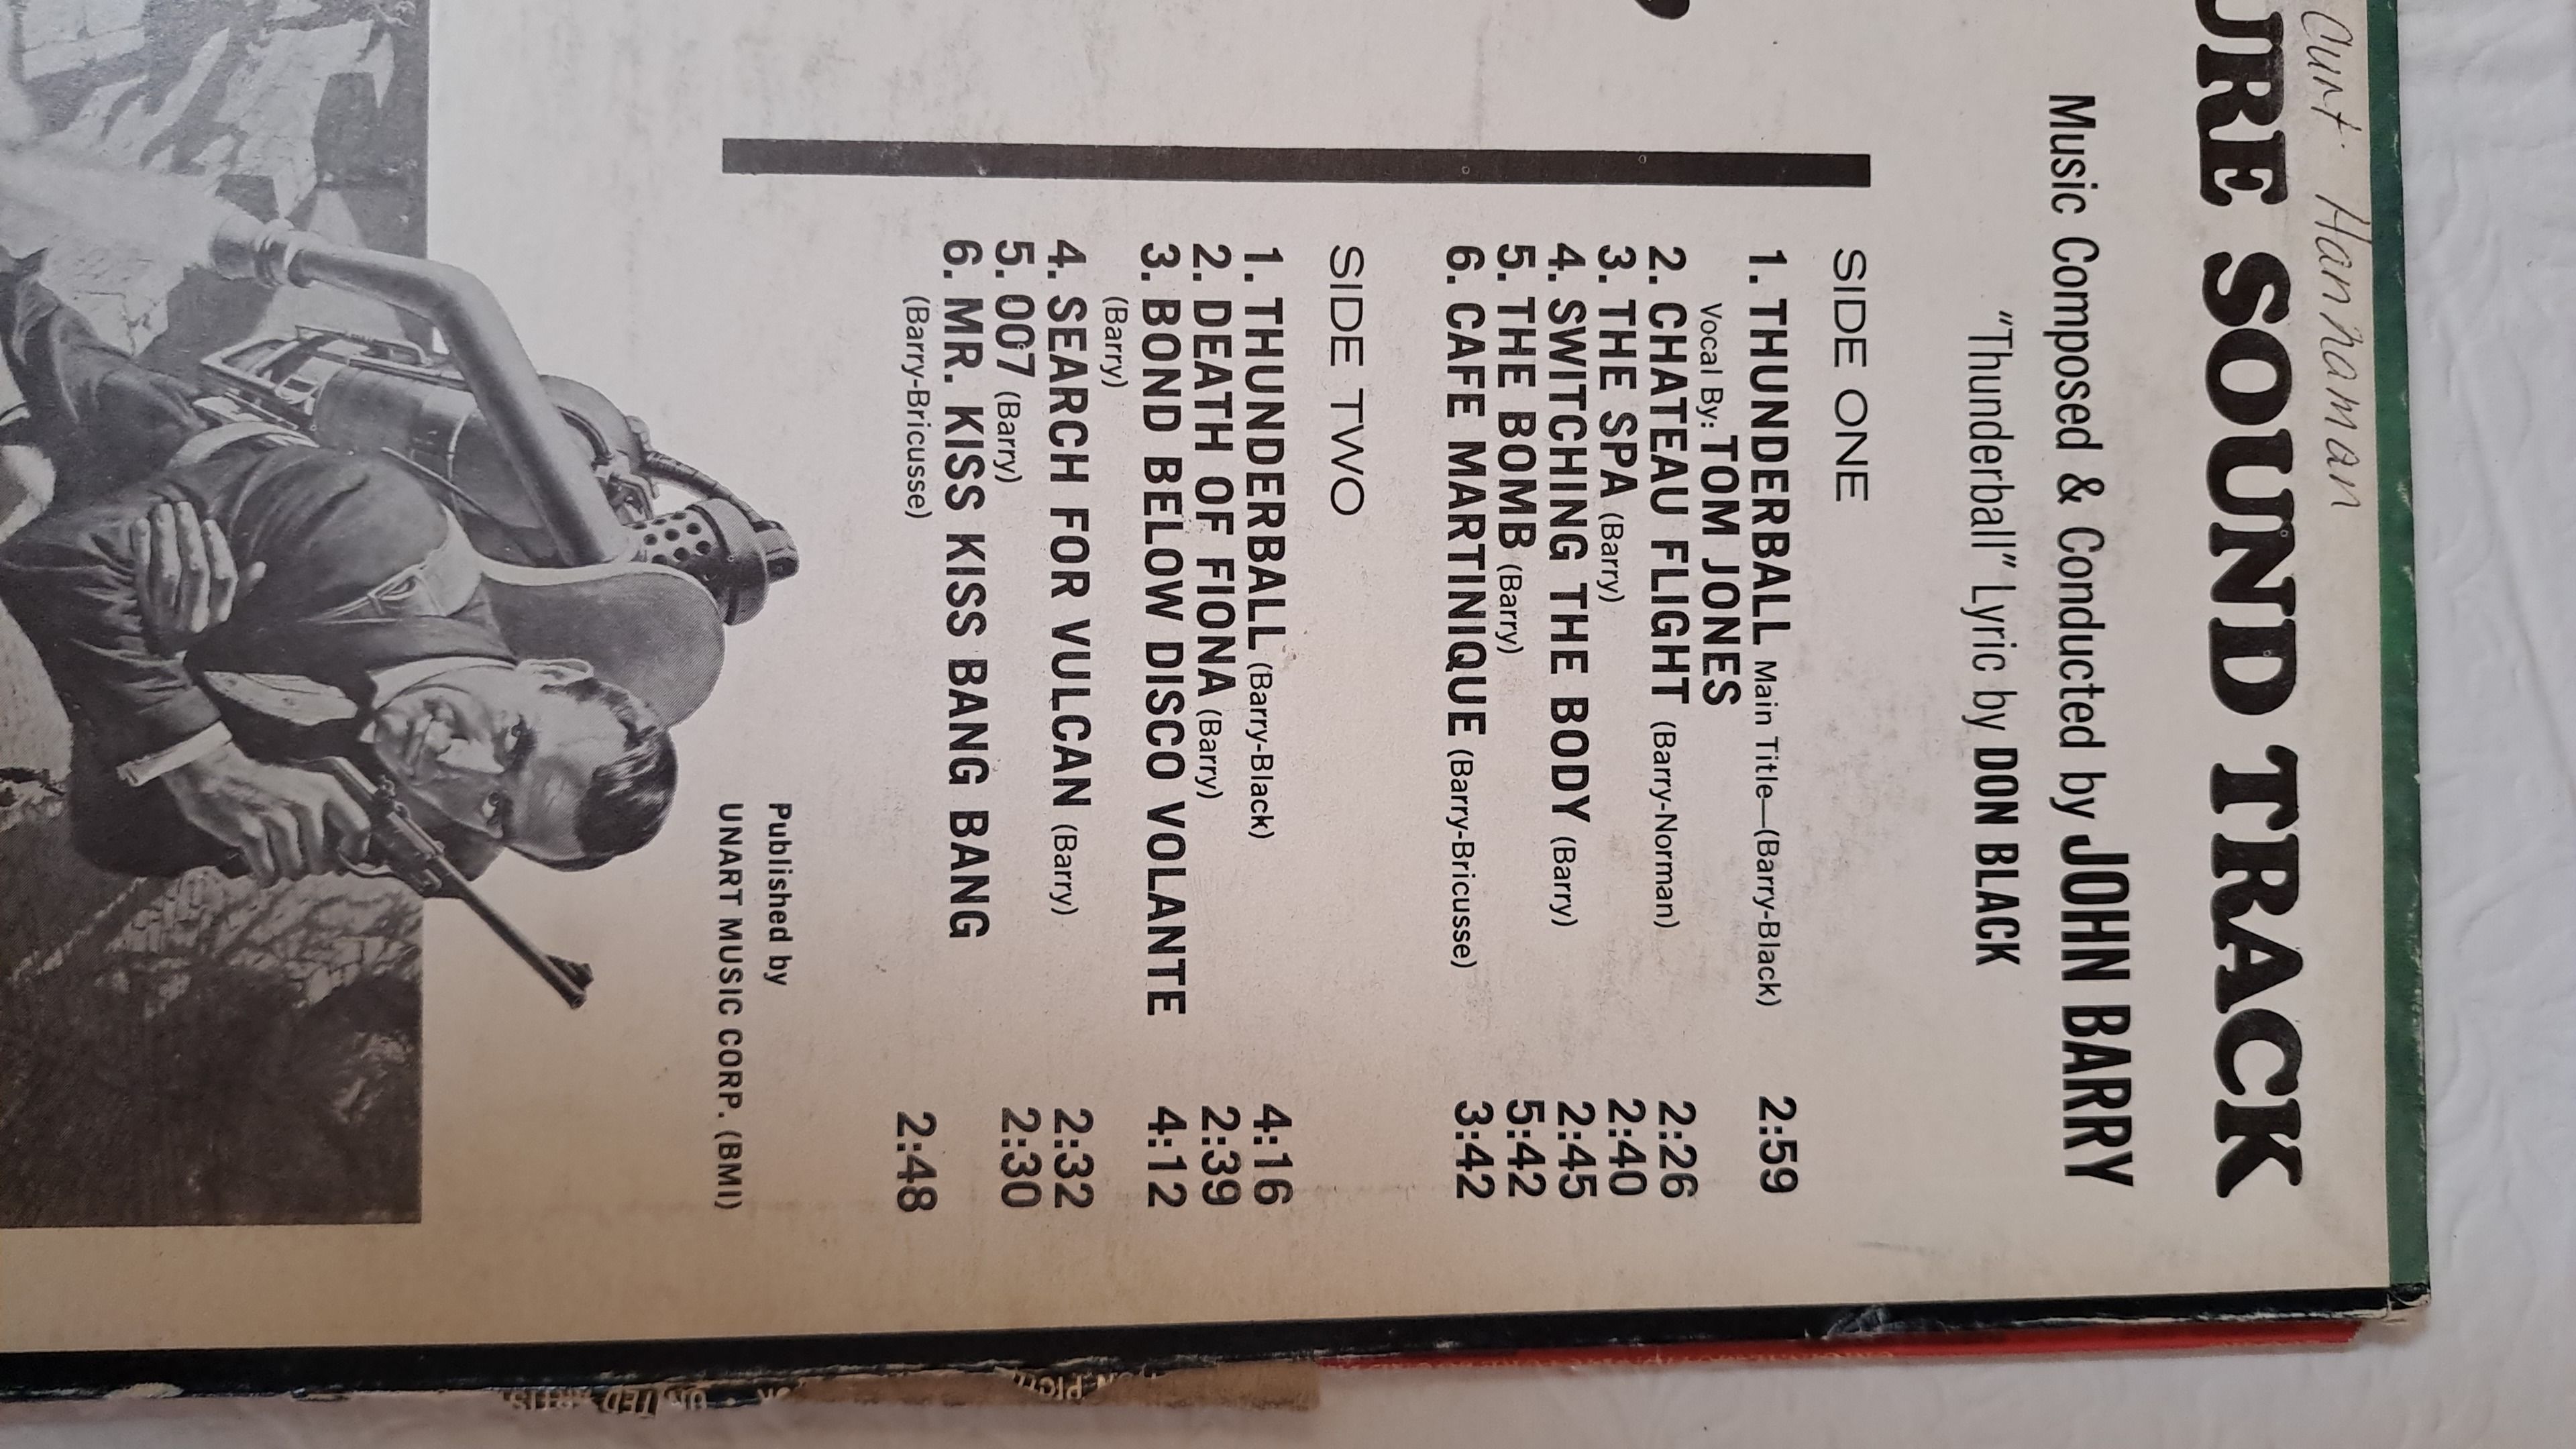 Curt Hanhaman
URE SOUND TRACK
Music Composed & Conducted by JOHN BARRY
"Thunderball" Lyric by DON BLACK
SIDE ONE
1. THUNDERBALL Main Title—(Barry-Black) 2:59
Vocal By: TOM JONES
2. CHATEAU FLIGHT (Barry-Norman) 2:26
3. THE SPA (Barry) 2:40
4. SWITCHING THE BODY (Barry) 2:45
5. THE BOMB (Barry) 5:42
6. CAFE MARTINIQUE (Barry-Bricusse) 3:42
SIDE TWO
1. THUNDERBALL (Barry-Black) 4:16
2. DEATH OF FIONA (Barry) 2:39
3. BOND BELOW DISCO VOLANTE 4:12
(Barry)
4. SEARCH FOR VULCAN (Barry) 2:32
5. 007 (Barry) 2:30
6. MR. KISS KISS BANG BANG
(Barry-Bricusse) 2:48
Published by
UNART MUSIC CORP. (BMI)
UNITED ARTIS